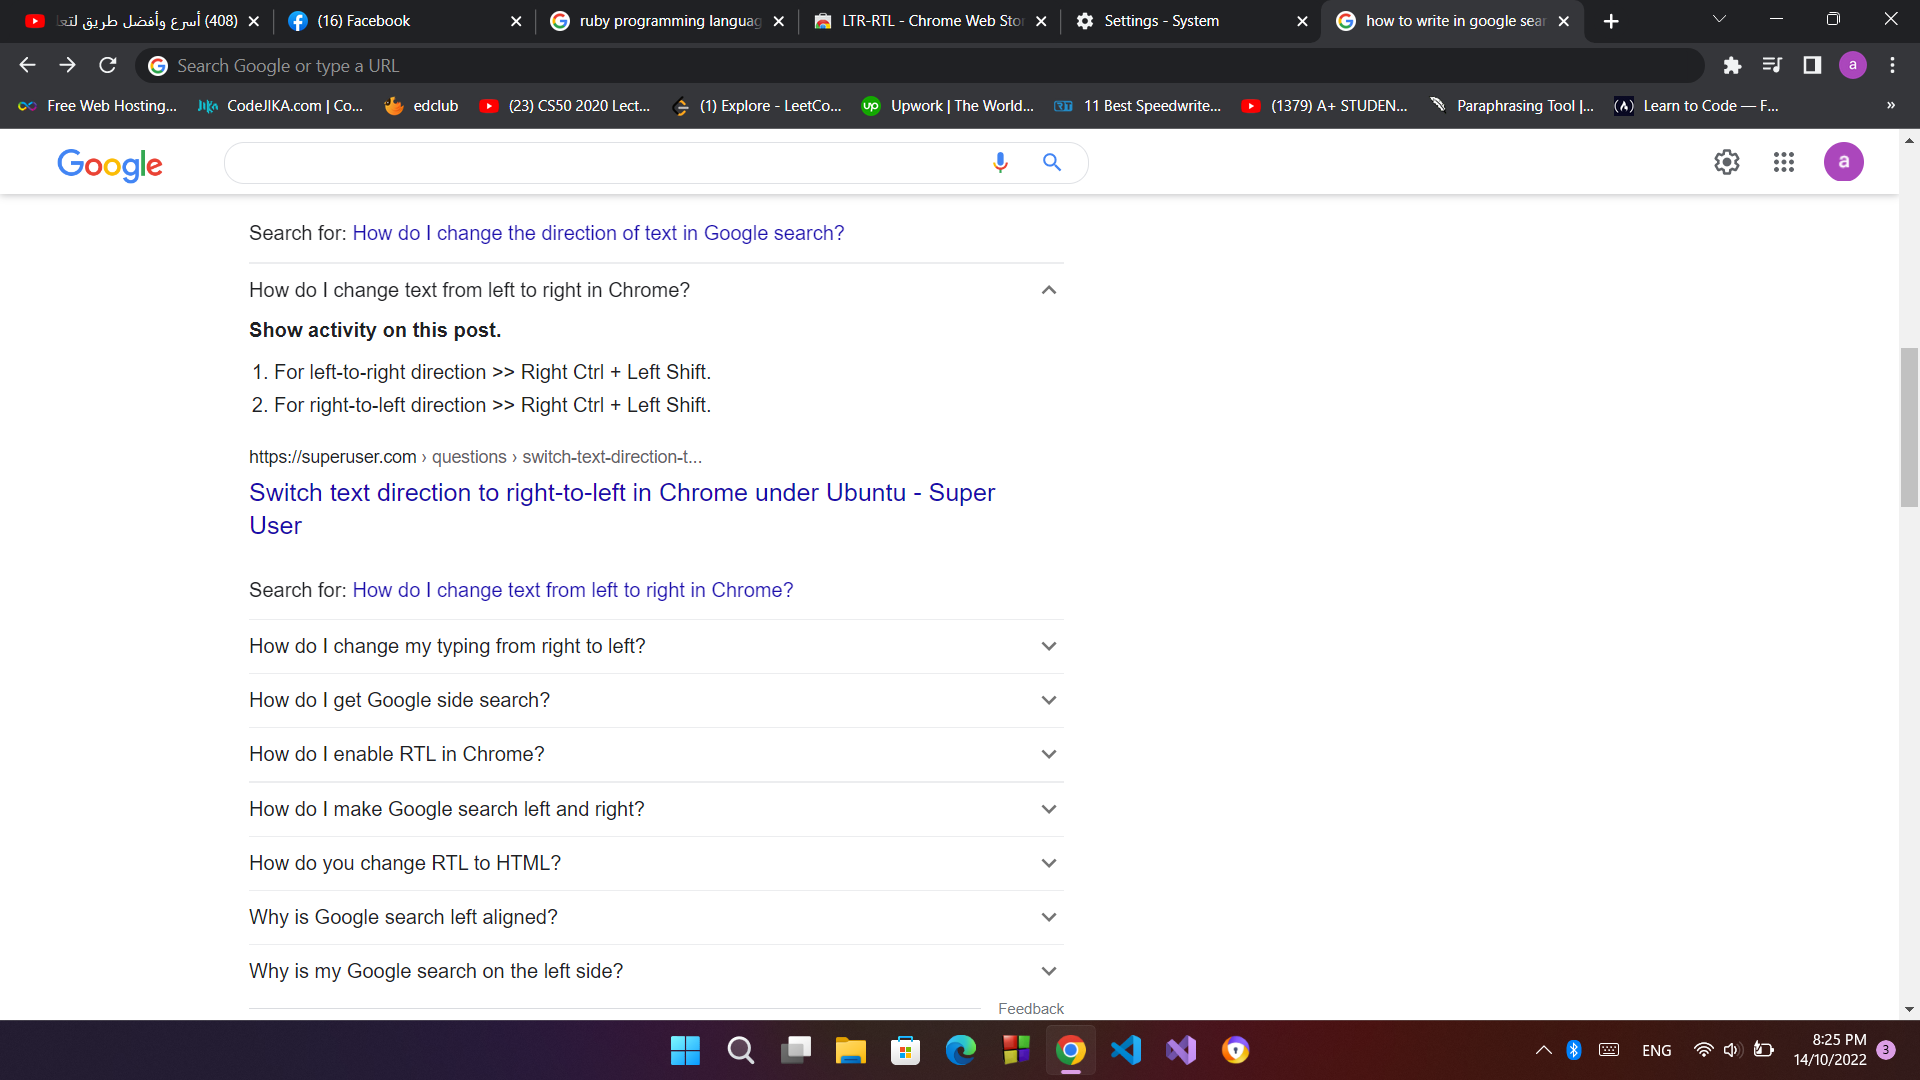 (408) أسرع وأفضل طريق لتعا
(16) Facebook
ruby programming languag
LTR-RTL - Chrome Web Stor
Settings - System
how to write in google sear
Search Google or type a URL
a
Free Web Hosting...
JIKA
CodeJIKA.com | Co...
edclub
(23) CS50 2020 Lect...
(1) Explore - LeetCo...
up
Upwork | The World...
11 Best Speedwrite...
(1379) A+ STUDEN...
Paraphrasing Tool |...
Learn to Code — F...
»
Google
a
Search for: How do I change the direction of text in Google search?
How do I change text from left to right in Chrome?
Show activity on this post.
1. For left-to-right direction >> Right Ctrl + Left Shift.
2. For right-to-left direction >> Right Ctrl + Left Shift.
https://superuser.com › questions › switch-text-direction-t...
Switch text direction to right-to-left in Chrome under Ubuntu - Super
User
Search for: How do I change text from left to right in Chrome?
How do I change my typing from right to left?
How do I get Google side search?
How do I enable RTL in Chrome?
How do I make Google search left and right?
How do you change RTL to HTML?
Why is Google search left aligned?
Why is my Google search on the left side?
Feedback
ENG
8:25 PM
14/10/2022
3